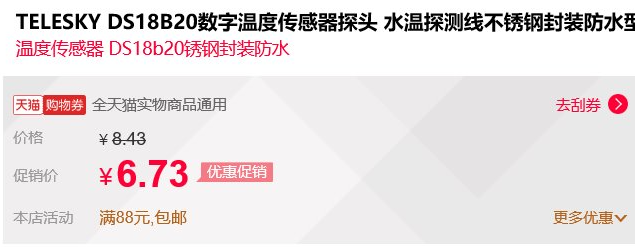 TELESKY DS18B20数字温度传感器探头 水温探测线不锈钢封装防水型
温度传感器 DS18b20锈钢封装防水
天猫 购物券 全天猫实物商品通用 去刮券
价格 ¥ 8.43
促销价 ¥ 6.73 优惠促销
本店活动 满88元,包邮 更多优惠